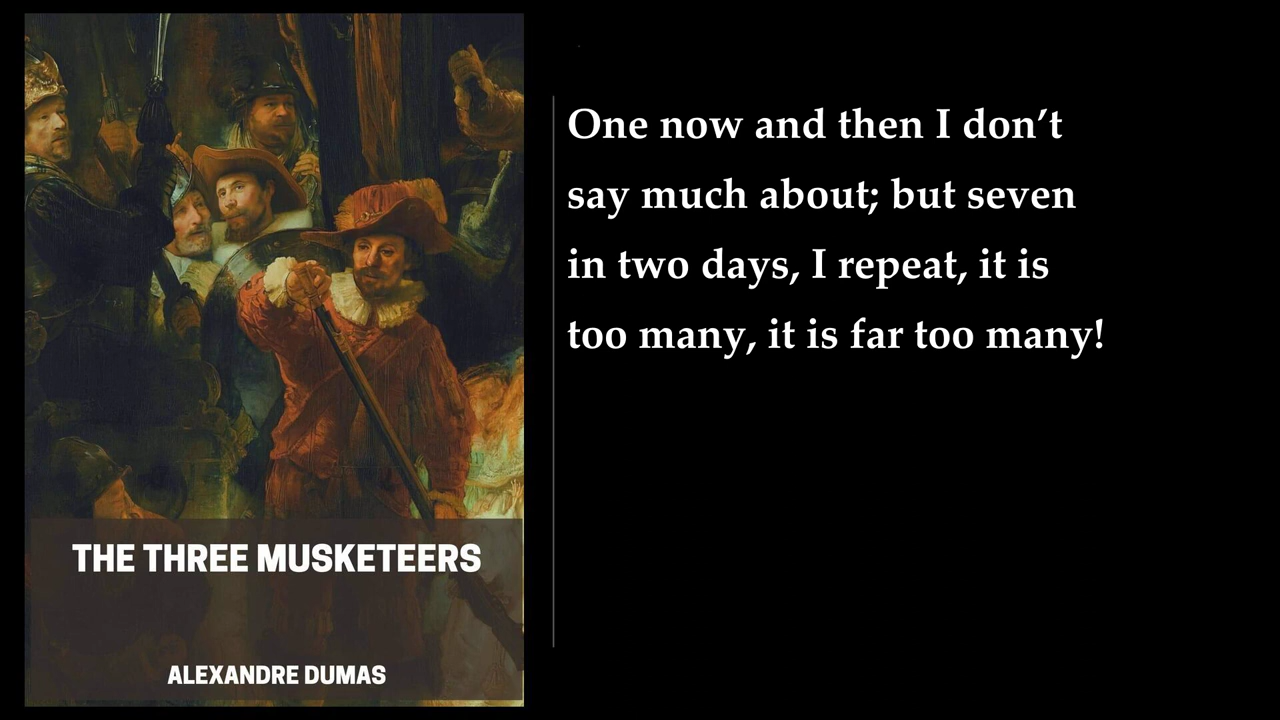 THE THREE MUSKETEERS
ALEXANDRE DUMAS
One now and then I don’t
say much about; but seven
in two days, I repeat, it is
too many, it is far too many!